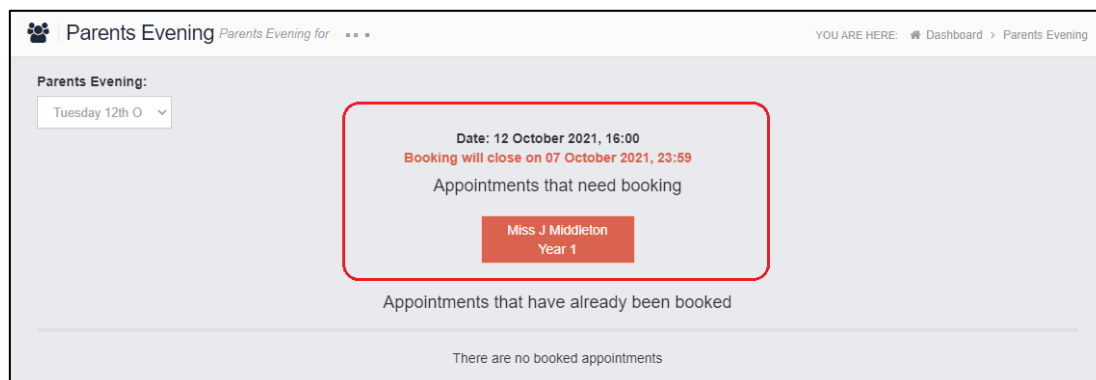 Parents Evening Parents Evening for
YOU ARE HERE: Dashboard > Parents Evening
Parents Evening:
Tuesday 12th O
Date: 12 October 2021, 16:00
Booking will close on 07 October 2021, 23:59
Appointments that need booking
Miss J Middleton
Year 1
Appointments that have already been booked
There are no booked appointments